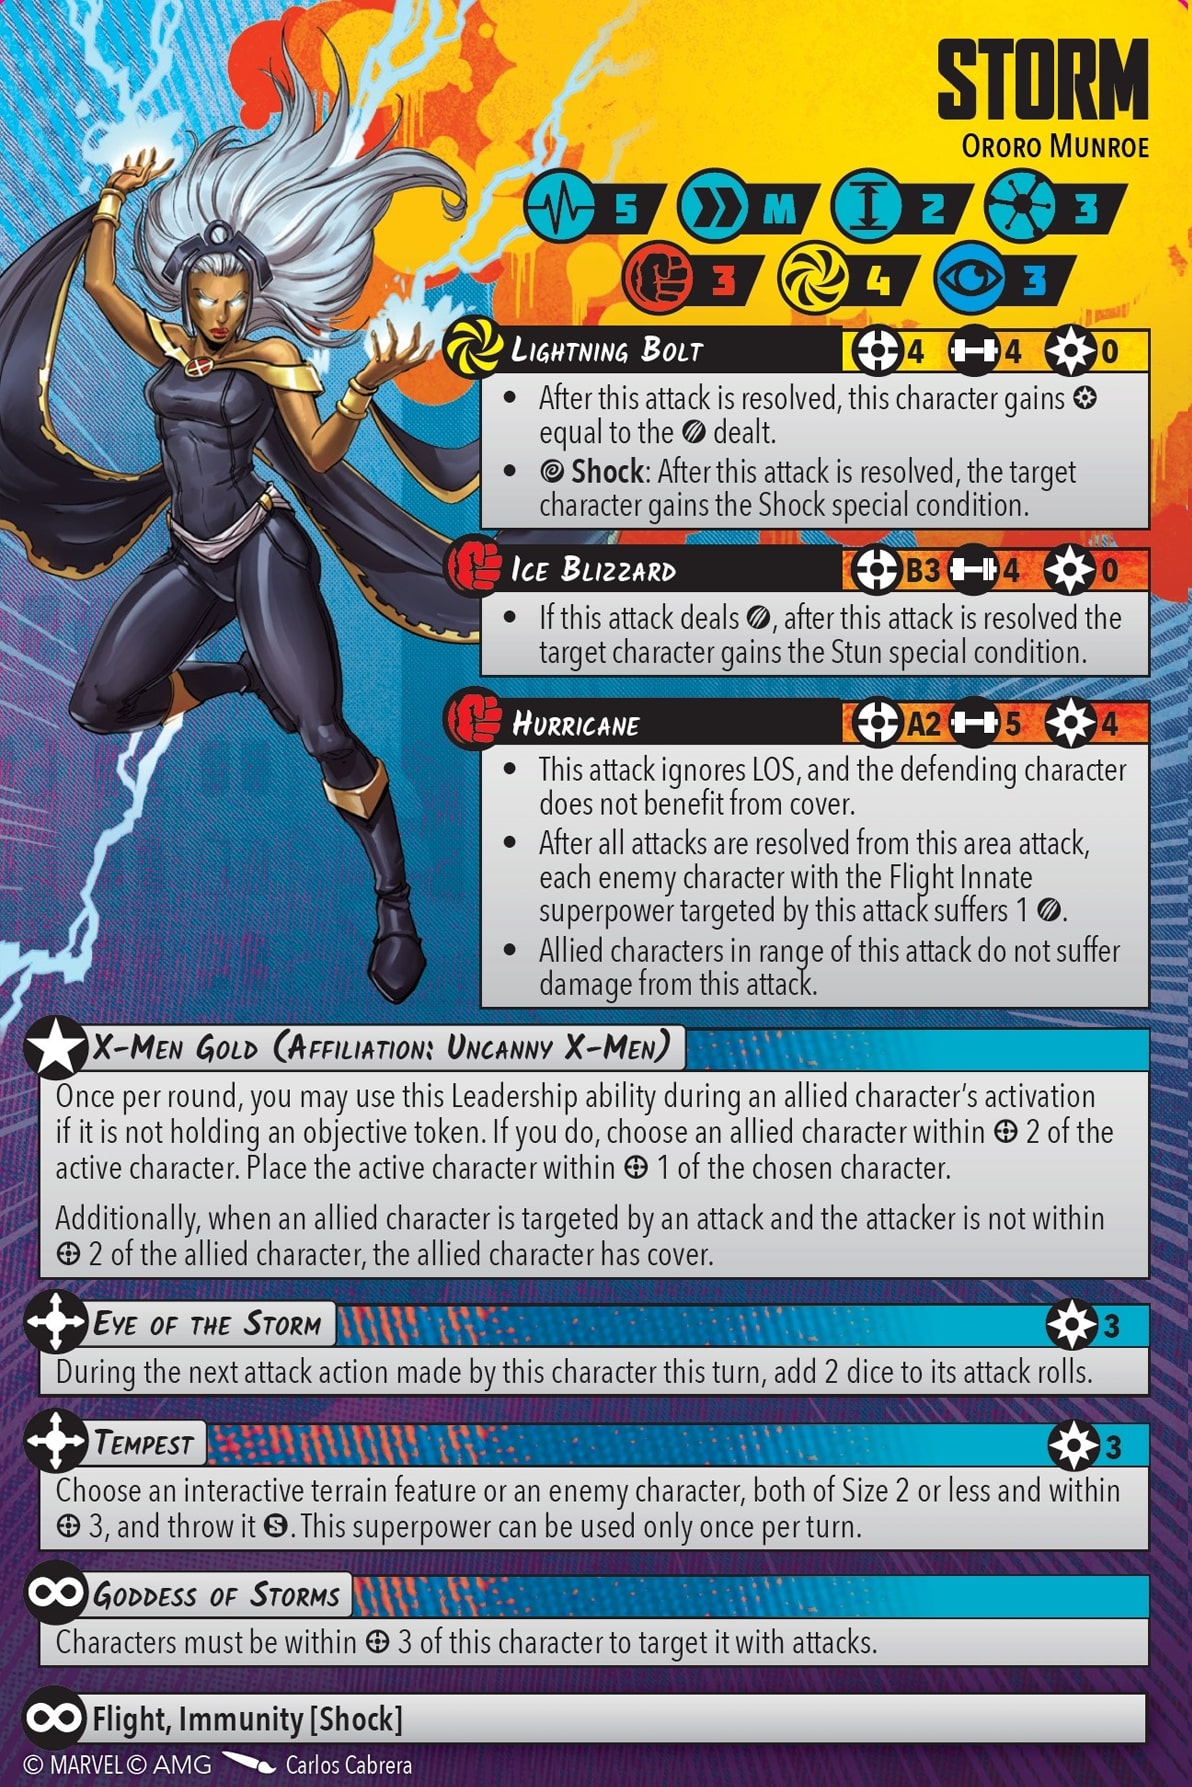 STORM
ORORO MUNROE
5 M 2 3
3 4 3
LIGHTNING BOLT 4 4 0
• After this attack is resolved, this character gains
equal to the dealt.
• Shock: After this attack is resolved, the target
character gains the Shock special condition.
ICE BLIZZARD B3 4 0
• If this attack deals , after this attack is resolved the
target character gains the Stun special condition.
HURRICANE A2 5 4
• This attack ignores LOS, and the defending character
does not benefit from cover.
• After all attacks are resolved from this area attack,
each enemy character with the Flight Innate
superpower targeted by this attack suffers 1 .
• Allied characters in range of this attack do not suffer
damage from this attack.
X-MEN GOLD (AFFILIATION: UNCANNY X-MEN)
Once per round, you may use this Leadership ability during an allied character's activation
if it is not holding an objective token. If you do, choose an allied character within 2 of the
active character. Place the active character within 1 of the chosen character.
Additionally, when an allied character is targeted by an attack and the attacker is not within
2 of the allied character, the allied character has cover.
EYE OF THE STORM 3
During the next attack action made by this character this turn, add 2 dice to its attack rolls.
TEMPEST 3
Choose an interactive terrain feature or an enemy character, both of Size 2 or less and within
3, and throw it S. This superpower can be used only once per turn.
GODDESS OF STORMS
Characters must be within 3 of this character to target it with attacks.
Flight, Immunity [Shock]
© MARVEL © AMG Carlos Cabrera